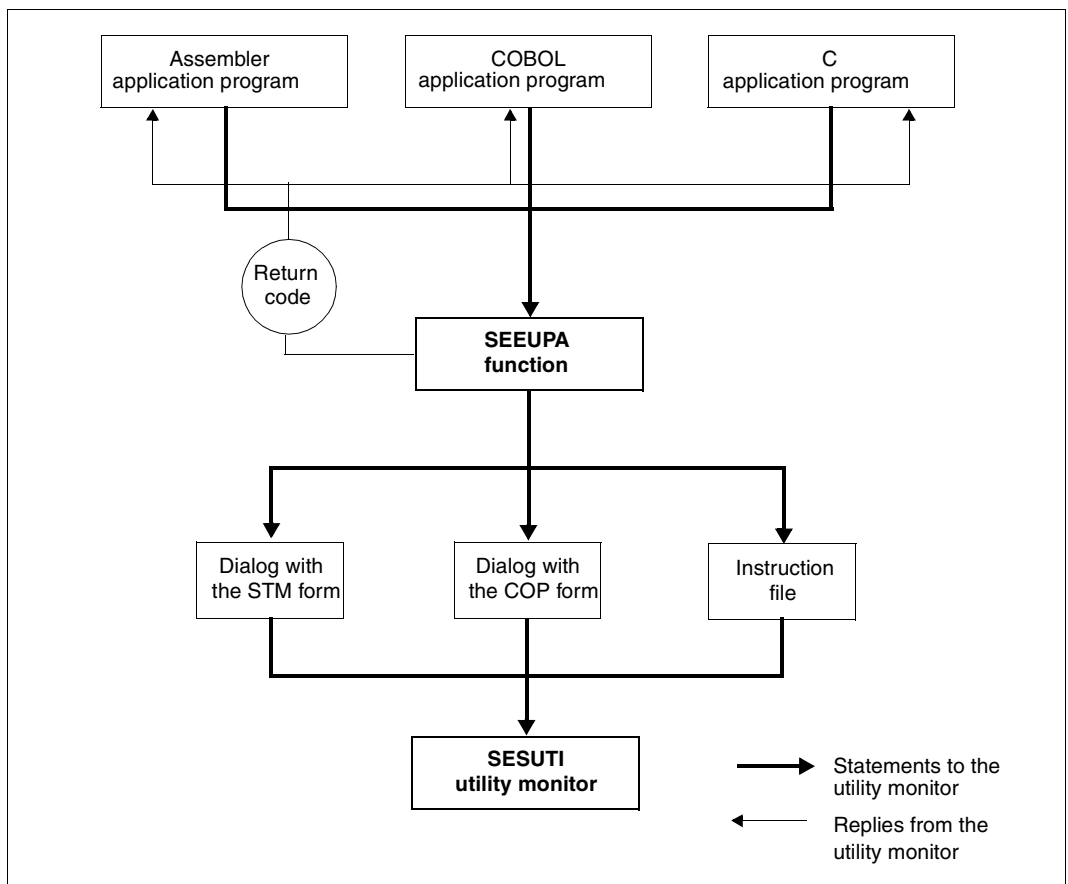 Assembler
application program
COBOL
application program
C
application program
Return
code
SEEUPA
function
Dialog with
the STM form
Dialog with
the COP form
Instruction
file
SESUTI
utility monitor
Statements to the
utility monitor
Replies from the
utility monitor